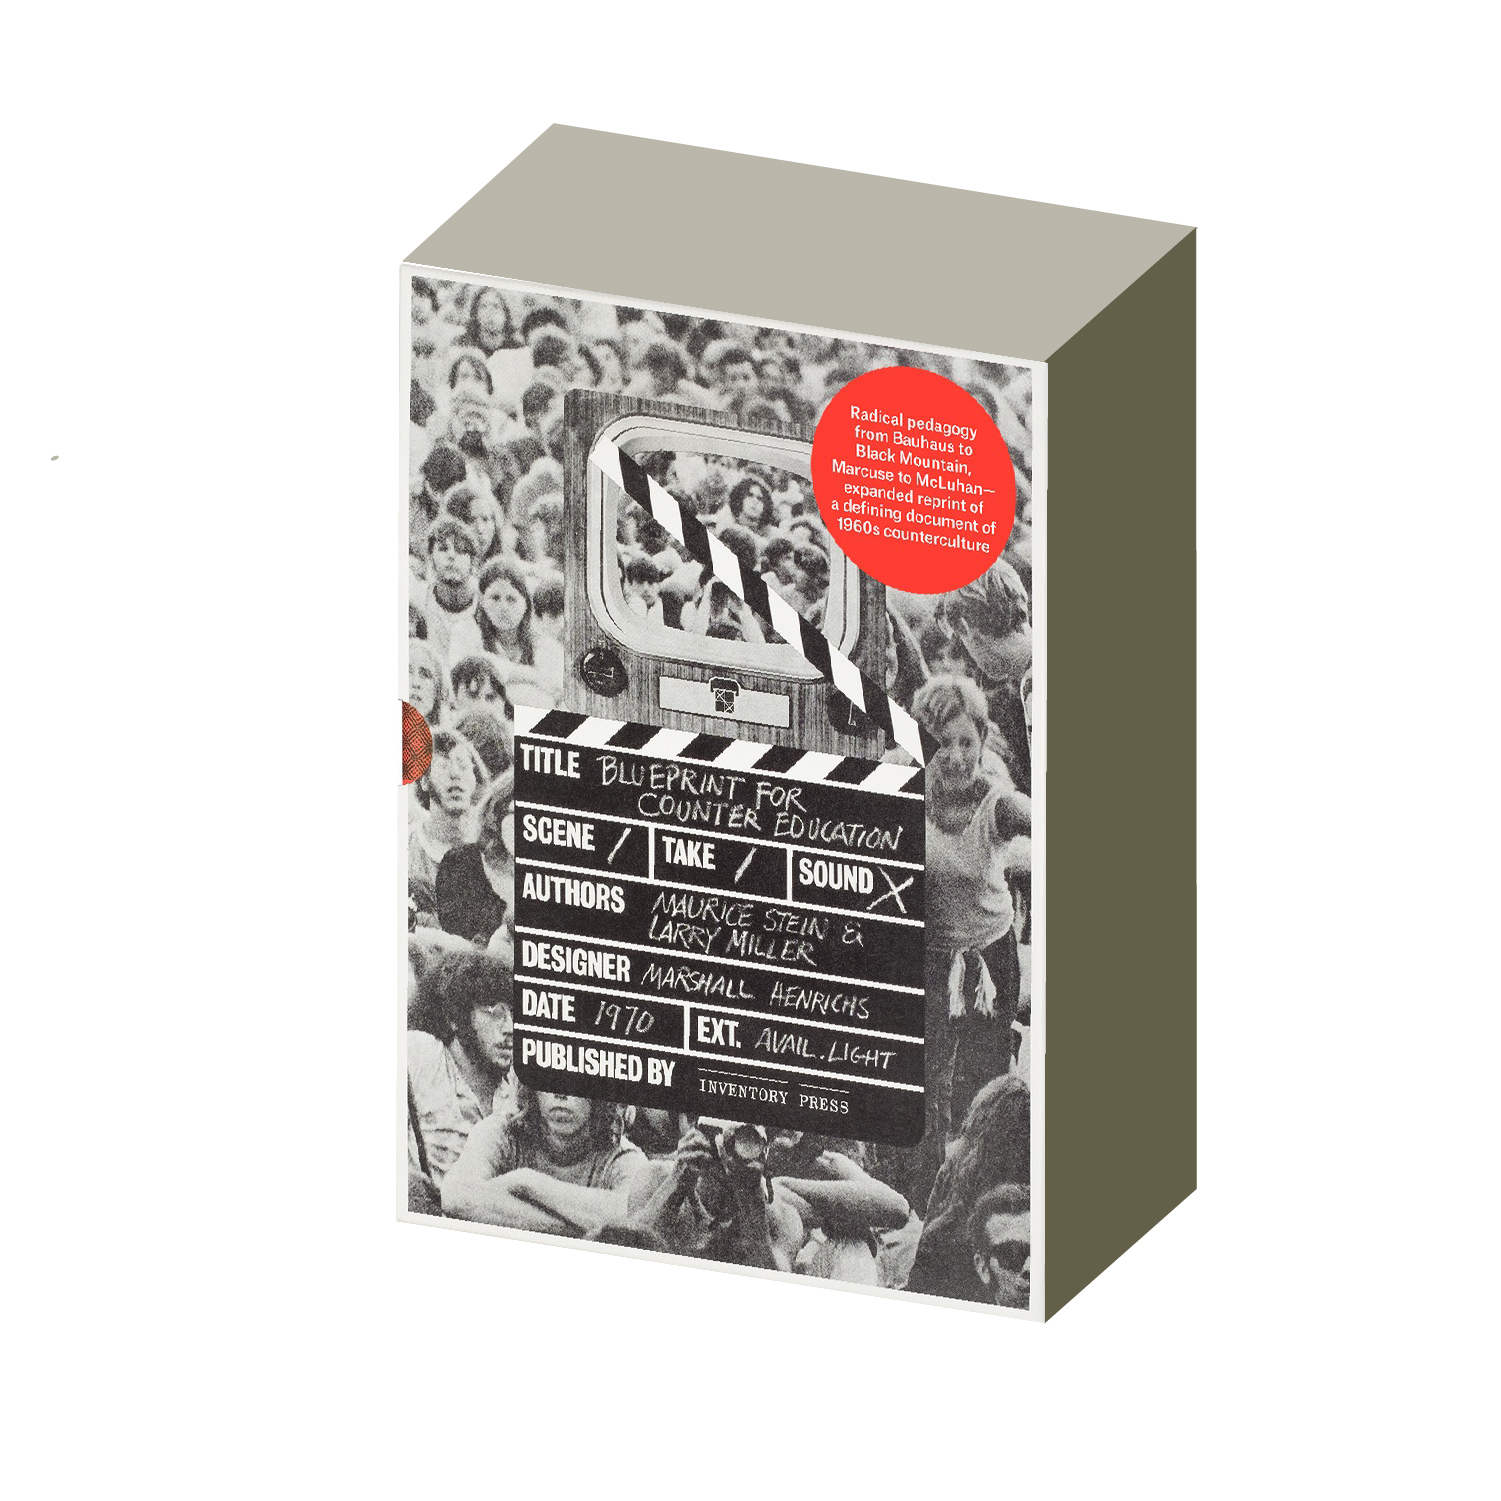 Radical pedagogy
from Bauhaus to
Black Mountain,
Marcuse to McLuhan—
expanded reprint of
a defining document of
1960s counterculture
TITLE BLUEPRINT FOR
COUNTER EDUCATION
SCENE / TAKE / SOUND X
AUTHORS MAURICE STEIN &
LARRY MILLER
DESIGNER MARSHALL HENRICHS
DATE 1970 EXT. AVAIL. LIGHT
PUBLISHED BY INVENTORY PRESS